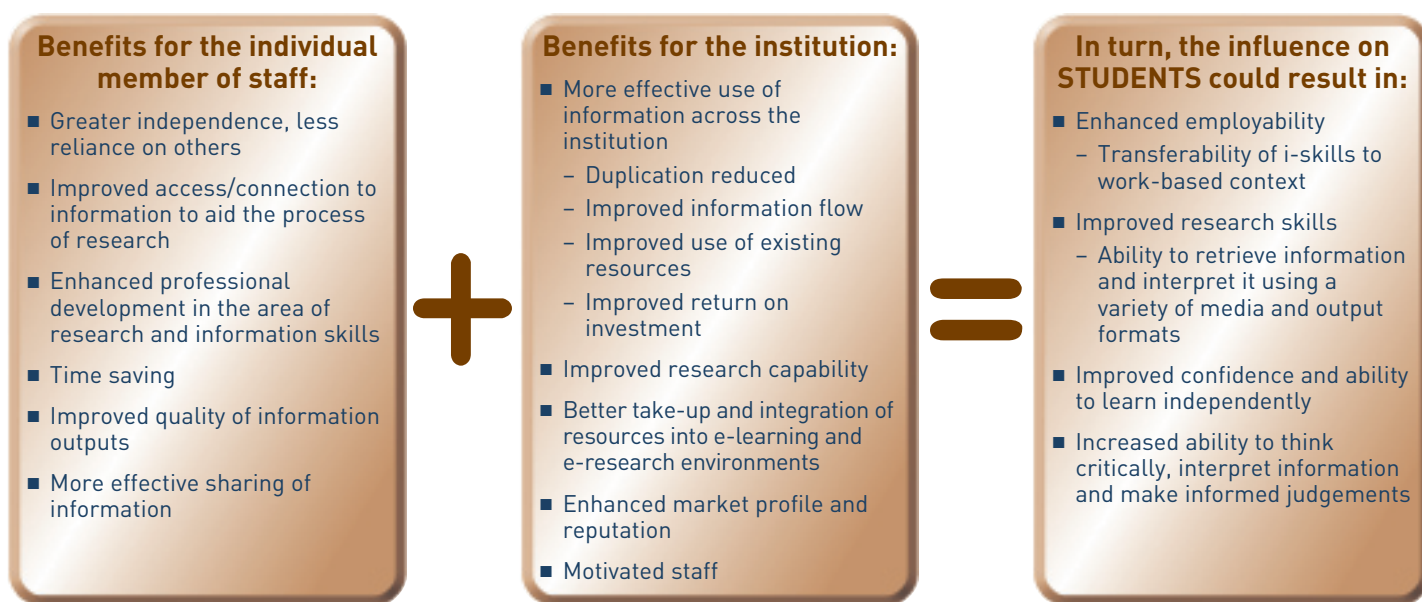 Benefits for the individual
member of staff:
■ Greater independence, less
reliance on others
■ Improved access/connection to
information to aid the process
of research
■ Enhanced professional
development in the area of
research and information skills
■ Time saving
■ Improved quality of information
outputs
■ More effective sharing of
information
+
Benefits for the institution:
■ More effective use of
information across the
institution
– Duplication reduced
– Improved information flow
– Improved use of existing
resources
– Improved return on
investment
■ Improved research capability
■ Better take-up and integration of
resources into e-learning and
e-research environments
■ Enhanced market profile and
reputation
■ Motivated staff
=
In turn, the influence on
STUDENTS could result in:
■ Enhanced employability
– Transferability of i-skills to
work-based context
■ Improved research skills
– Ability to retrieve information
and interpret it using a
variety of media and output
formats
■ Improved confidence and ability
to learn independently
■ Increased ability to think
critically, interpret information
and make informed judgements